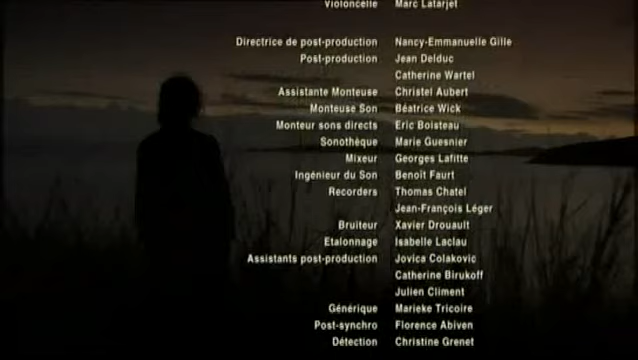 Violoncelle Marc Latarjet
Directrice de post-production Nancy-Emmanuelle Gille
Post-production Jean Delduc
Catherine Wartel
Assistante Monteuse Christel Aubert
Monteuse Son Béatrice Wick
Monteur sons directs Eric Boisteau
Sonothèque Marie Guesnier
Mixeur Georges Lafitte
Ingénieur du Son Benoît Faurt
Recorders Thomas Chatel
Jean-François Léger
Bruiteur Xavier Drouault
Etalonnage Isabelle Laclau
Assistants post-production Jovica Colakovic
Catherine Birukoff
Julien Climent
Générique Marieke Tricoire
Post-synchro Florence Abiven
Détection Christine Grenet